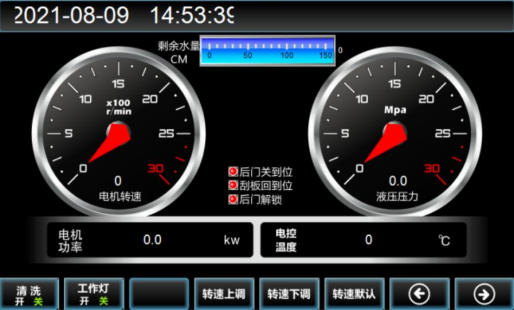 2021-08-09 14:53:39
剩余水量
CM
0 50 100 150
0
0 5 10 15 20 25 30
x100
r/min
0
电机转速
0 5 10 15 20 25 30
Mpa
0.0
液压压力
后门关到位
刮板回到位
后门解锁
电机
功率
0.0 kw
电控
温度
0 ℃
清洗
开 关
工作灯
开 关
转速上调
转速下调
转速默认